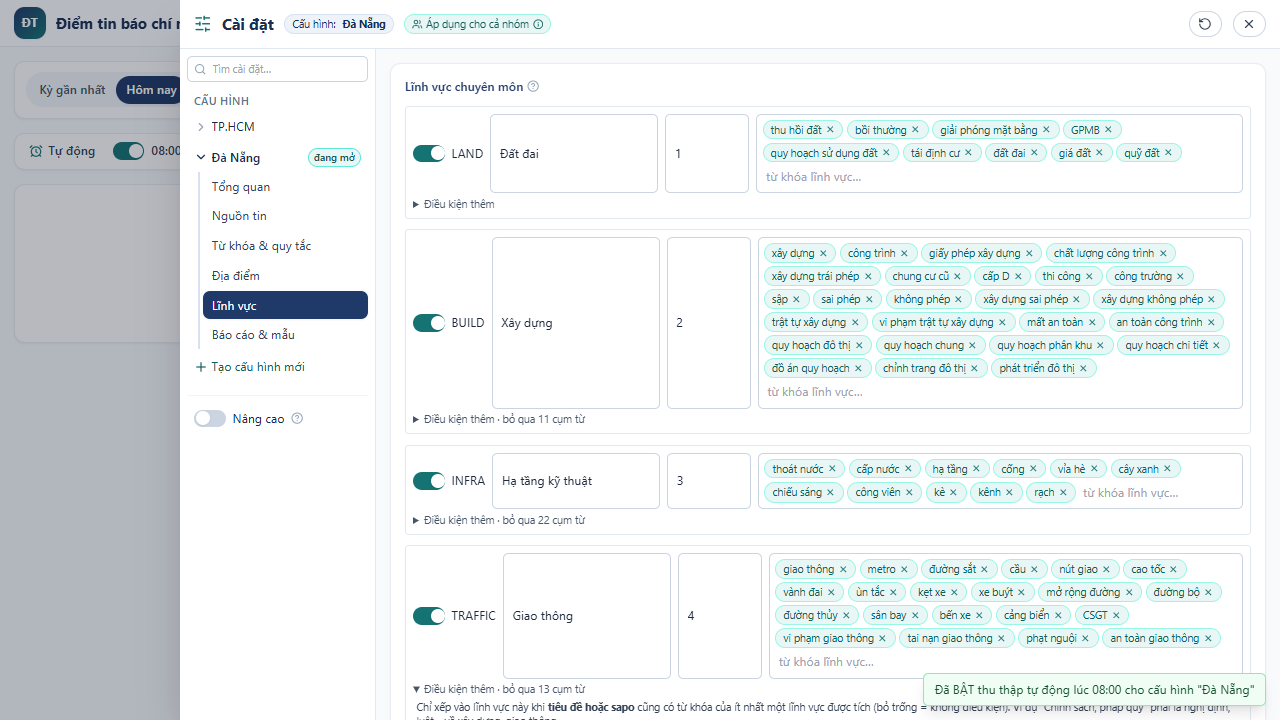 ĐT Điểm tin báo chí
Cài đặt Cấu hình: Đà Nẵng Áp dụng cho cả nhóm
Kỳ gần nhất Hôm nay
Tự động 08:00
Tìm cài đặt...
CẤU HÌNH
TP.HCM
Đà Nẵng đang mở
Tổng quan
Nguồn tin
Từ khóa & quy tắc
Địa điểm
Lĩnh vực
Báo cáo & mẫu
+ Tạo cấu hình mới
Nâng cao
Lĩnh vực chuyên môn
LAND Đất đai 1
thu hồi đất × bồi thường × giải phóng mặt bằng × GPMB ×
quy hoạch sử dụng đất × tái định cư × đất đai × giá đất × quỹ đất ×
từ khóa lĩnh vực...
▶ Điều kiện thêm
BUILD Xây dựng 2
xây dựng × công trình × giấy phép xây dựng × chất lượng công trình ×
xây dựng trái phép × chung cư cũ × cấp D × thi công × công trường ×
sập × sai phép × không phép × xây dựng sai phép × xây dựng không phép ×
trật tự xây dựng × vi phạm trật tự xây dựng × mất an toàn × an toàn công trình ×
quy hoạch đô thị × quy hoạch chung × quy hoạch phân khu × quy hoạch chi tiết ×
đồ án quy hoạch × chỉnh trang đô thị × phát triển đô thị ×
từ khóa lĩnh vực...
▶ Điều kiện thêm · bỏ qua 11 cụm từ
INFRA Hạ tầng kỹ thuật 3
thoát nước × cấp nước × hạ tầng × cống × vỉa hè × cây xanh ×
chiếu sáng × công viên × kè × kênh × rạch × từ khóa lĩnh vực...
▶ Điều kiện thêm · bỏ qua 22 cụm từ
TRAFFIC Giao thông 4
giao thông × metro × đường sắt × cầu × nút giao × cao tốc ×
vành đai × ùn tắc × kẹt xe × xe buýt × mở rộng đường × đường bộ ×
đường thủy × sân bay × bến xe × cảng biển × CSGT ×
vi phạm giao thông × tai nạn giao thông × phạt nguội × an toàn giao thông ×
từ khóa lĩnh vực...
▼ Điều kiện thêm · bỏ qua 13 cụm từ
Chỉ xếp vào lĩnh vực này khi tiêu đề hoặc sapo cũng có từ khóa của ít nhất một lĩnh vực được tích (bỏ trống = không điều kiện). Ví dụ "Chính sách, pháp quy" phải là nghị định,
Đã BẬT thu thập tự động lúc 08:00 cho cấu hình "Đà Nẵng"